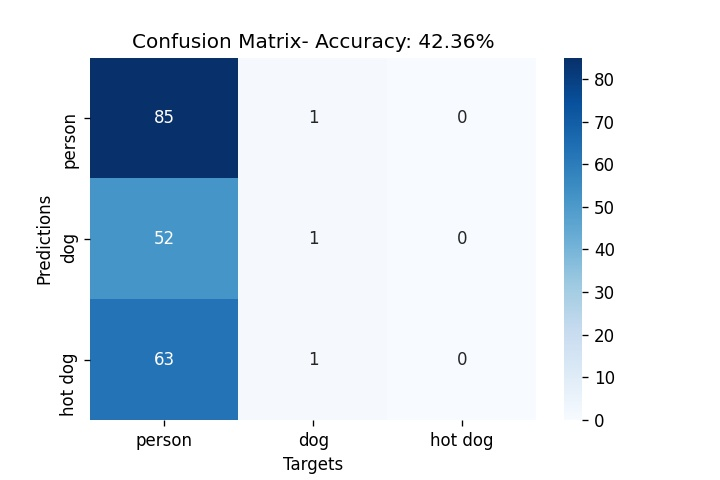 Confusion Matrix- Accuracy: 42.36%
Predictions
person
85
1
0
dog
52
1
0
hot dog
63
1
0
person
dog
hot dog
Targets
80
70
60
50
40
30
20
10
0